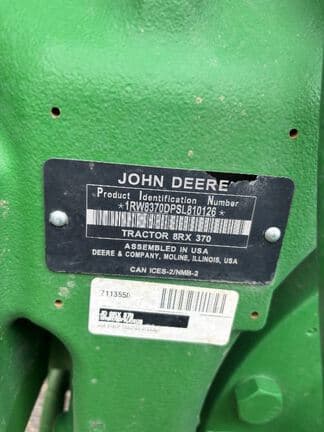 JOHN DEERE
Product Identification Number
*1RW8370DPSL810126*
TRACTOR 8RX 370
ASSEMBLED IN USA
DEERE & COMPANY, MOLINE, ILLINOIS, USA
CAN ICES-2/NMB-2
7113550